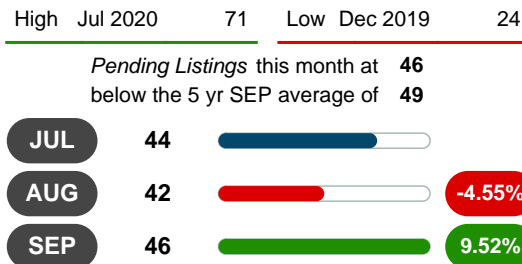 High Jul 2020 71 Low Dec 2019 24
Pending Listings this month at 46
below the 5 yr SEP average of 49
JUL 44
AUG 42 -4.55%
SEP 46 9.52%